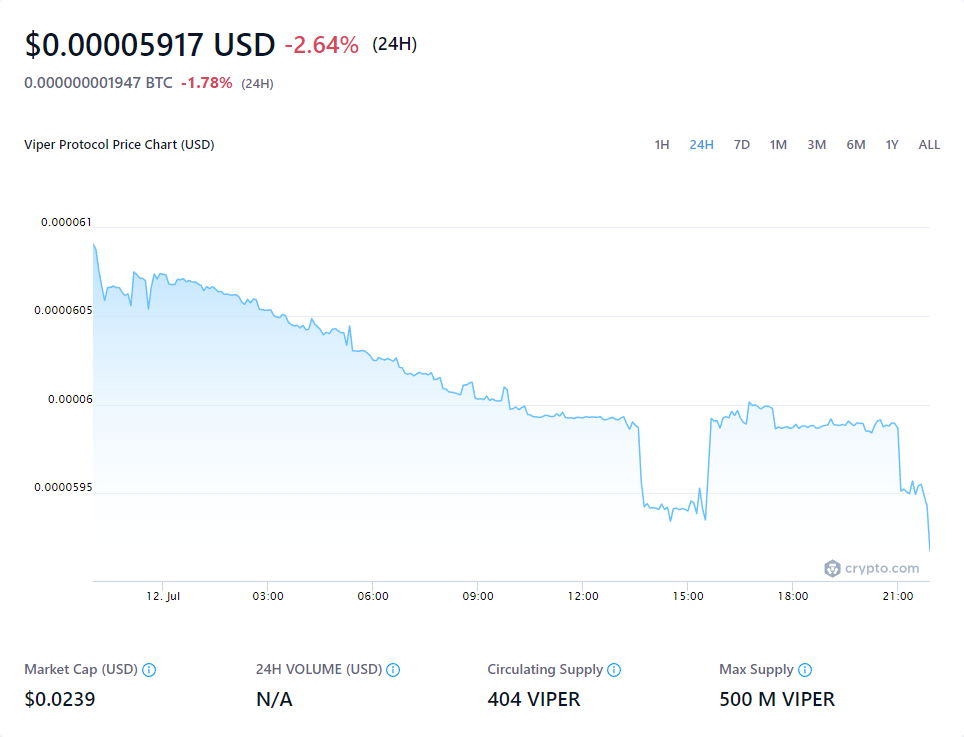 $0.00005917 USD -2.64% (24H)
0.000000001947 BTC -1.78% (24H)
Viper Protocol Price Chart (USD) 1H 24H 7D 1M 3M 6M 1Y ALL
0.000061
0.0000605
0.00006
0.0000595
crypto.com
12. Jul 03:00 06:00 09:00 12:00 15:00 18:00 21:00
Market Cap (USD) 24H VOLUME (USD) Circulating Supply Max Supply
$0.0239 N/A 404 VIPER 500 M VIPER